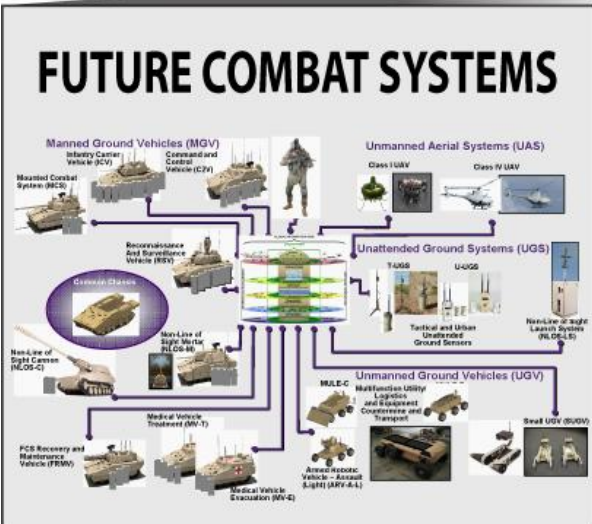 FUTURE COMBAT SYSTEMS
Manned Ground Vehicles (MGV)
Infantry Carrier
Vehicle (ICV)
Command and
Control
Vehicle (C2V)
Mounted Combat
System (MCS)
Reconnaissance
And Surveillance
Vehicle (RSV)
Common Chassis
Non-Line of
Sight Cannon
(NLOS-C)
Non-Line of
Sight Mortar
(NLOS-M)
Medical Vehicle
Treatment (MV-T)
FCS Recovery and
Maintenance
Vehicle (FRMV)
Medical Vehicle
Evacuation (MV-E)
Unmanned Aerial Systems (UAS)
Class I UAV
Class IV UAV
Unattended Ground Systems (UGS)
T-UGS
U-UGS
Tactical and Urban
Unattended
Ground Sensors
Non-Line of Sight
Launch System
(NLOS-LS)
Unmanned Ground Vehicles (UGV)
MULE-C
Multifunction Utility/
Logistics
and Equipment
Countermine and
Transport
Armed Robotic
Vehicle – Assault
(Light) (ARV-A-L)
Small UGV (SUGV)